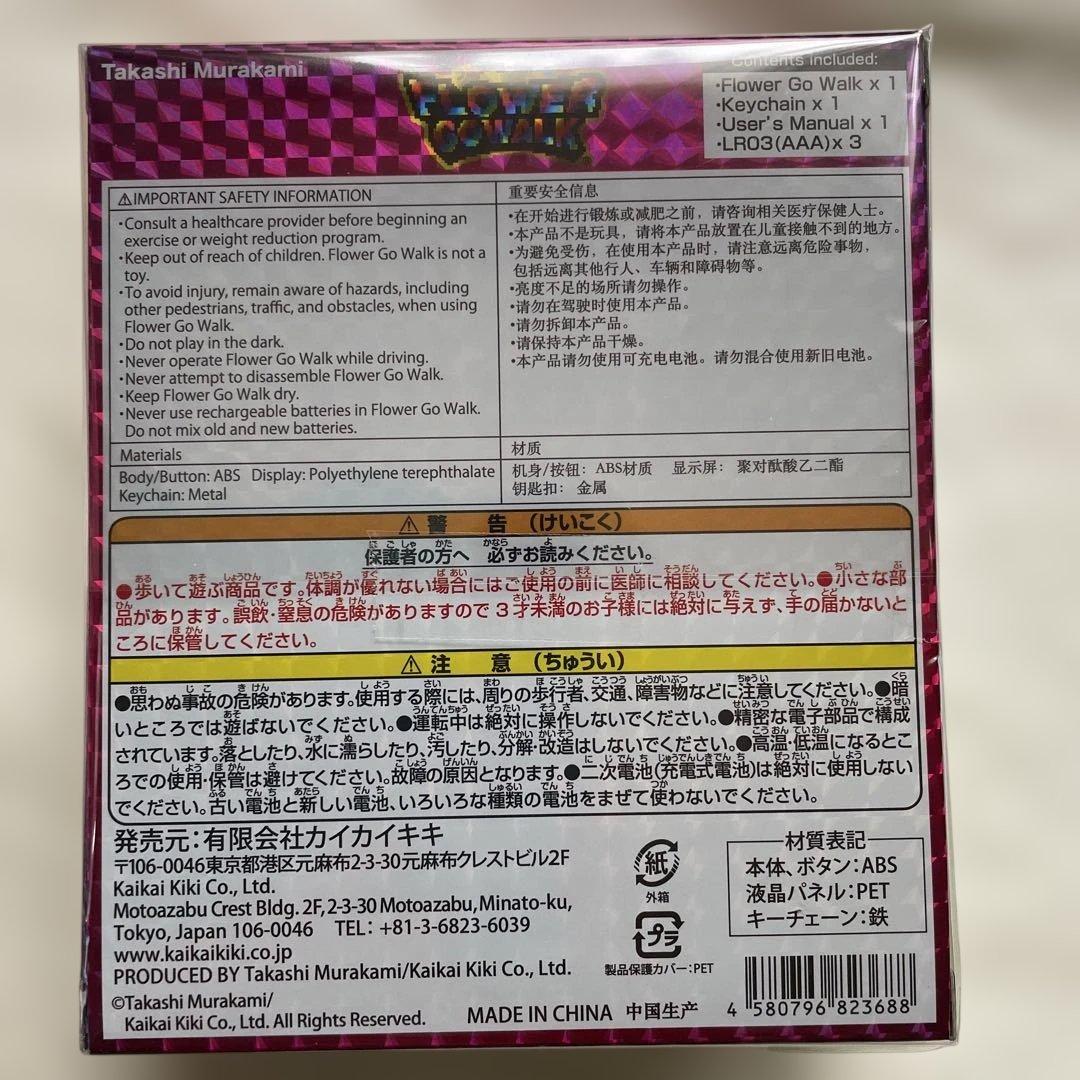 Takashi Murakami
FLOWER
GO WALK
Contents included:
・Flower Go Walk x 1
・Keychain x 1
・User's Manual x 1
・LR03(AAA)x 3
⚠IMPORTANT SAFETY INFORMATION
・Consult a healthcare provider before beginning an
exercise or weight reduction program.
・Keep out of reach of children. Flower Go Walk is not a
toy.
・To avoid injury, remain aware of hazards, including
other pedestrians, traffic, and obstacles, when using
Flower Go Walk.
・Do not play in the dark.
・Never operate Flower Go Walk while driving.
・Never attempt to disassemble Flower Go Walk.
・Keep Flower Go Walk dry.
・Never use rechargeable batteries in Flower Go Walk.
Do not mix old and new batteries.
重要安全信息
・在开始进行锻炼或减肥之前，请咨询相关医疗保健人士。
・本产品不是玩具，请将本产品放置在儿童接触不到的地方。
・为避免受伤，在使用本产品时，请注意远离危险事物，
包括远离其他行人、车辆和障碍物等。
・亮度不足的场所请勿操作。
・请勿在驾驶时使用本产品。
・请勿拆卸本产品。
・请保持本产品干燥。
・本产品请勿使用可充电电池。请勿混合使用新旧电池。
Materials
Body/Button: ABS Display: Polyethylene terephthalate
Keychain: Metal
材质
机身/按钮：ABS材质 显示屏：聚对酞酸乙二酯
钥匙扣：金属
⚠警 告（けいこく）
保護者の方へ 必ずお読みください。
●歩いて遊ぶ商品です。体調が優れない場合にはご使用の前に医師に相談してください。●小さな部
品があります。誤飲・窒息の危険がありますので3才未満のお子様には絶対に与えず、手の届かないと
ころに保管してください。
⚠注 意（ちゅうい）
●思わぬ事故の危険があります。使用する際には、周りの歩行者、交通、障害物などに注意してください。●暗
いところでは遊ばないでください。●運転中は絶対に操作しないでください。●精密な電子部品で構成
されています。落としたり、水に濡らしたり、汚したり、分解・改造はしないでください。●高温・低温になるとこ
ろでの使用・保管は避けてください。故障の原因となります。●二次電池（充電式電池）は絶対に使用しない
でください。古い電池と新しい電池、いろいろな種類の電池をまぜて使わないでください。
発売元：有限会社カイカイキキ
〒106-0046東京都港区元麻布2-3-30元麻布クレストビル2F
Kaikai Kiki Co., Ltd.
Motoazabu Crest Bldg. 2F, 2-3-30 Motoazabu, Minato-ku,
Tokyo, Japan 106-0046 TEL: +81-3-6823-6039
www.kaikaikiki.co.jp
PRODUCED BY Takashi Murakami/Kaikai Kiki Co., Ltd.
©Takashi Murakami/
Kaikai Kiki Co., Ltd. All Rights Reserved.
紙
外箱
プラ
製品保護カバー：PET
MADE IN CHINA 中国生产
材質表記
本体、ボタン：ABS
液晶パネル：PET
キーチェーン：鉄
4 580796 823688